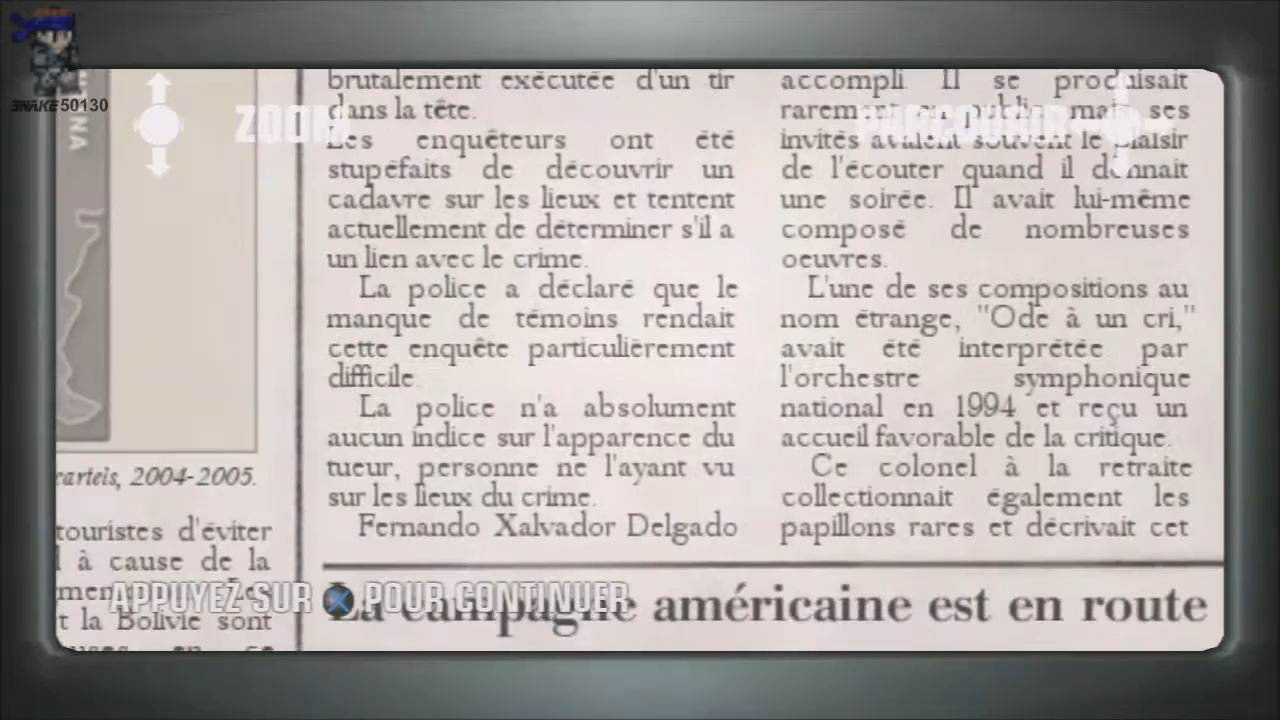 SNAKE50130
ZOOM
PARCOURIR
NA
cartels, 2004-2005.
touristes d'éviter
à cause de la
t la Bolivie sont
brutalement exécutée d'un tir
dans la tête.
Les enquêteurs ont été
stupéfaits de découvrir un
cadavre sur les lieux et tentent
actuellement de déterminer s'il a
un lien avec le crime.
La police a déclaré que le
manque de témoins rendait
cette enquête particulièrement
difficile.
La police n'a absolument
aucun indice sur l'apparence du
tueur, personne ne l'ayant vu
sur les lieux du crime.
Fernando Xalvador Delgado
accompli. Il se produisait
rarement en public mais ses
invités avaient souvent le plaisir
de l'écouter quand il donnait
une soirée. Il avait lui-même
composé de nombreuses
oeuvres.
L'une de ses compositions au
nom étrange, "Ode à un cri,"
avait été interprétée par
l'orchestre symphonique
national en 1994 et reçu un
accueil favorable de la critique.
Ce colonel à la retraite
collectionnait également les
papillons rares et décrivait cet
La campagne américaine est en route
APPUYEZ SUR X POUR CONTINUER